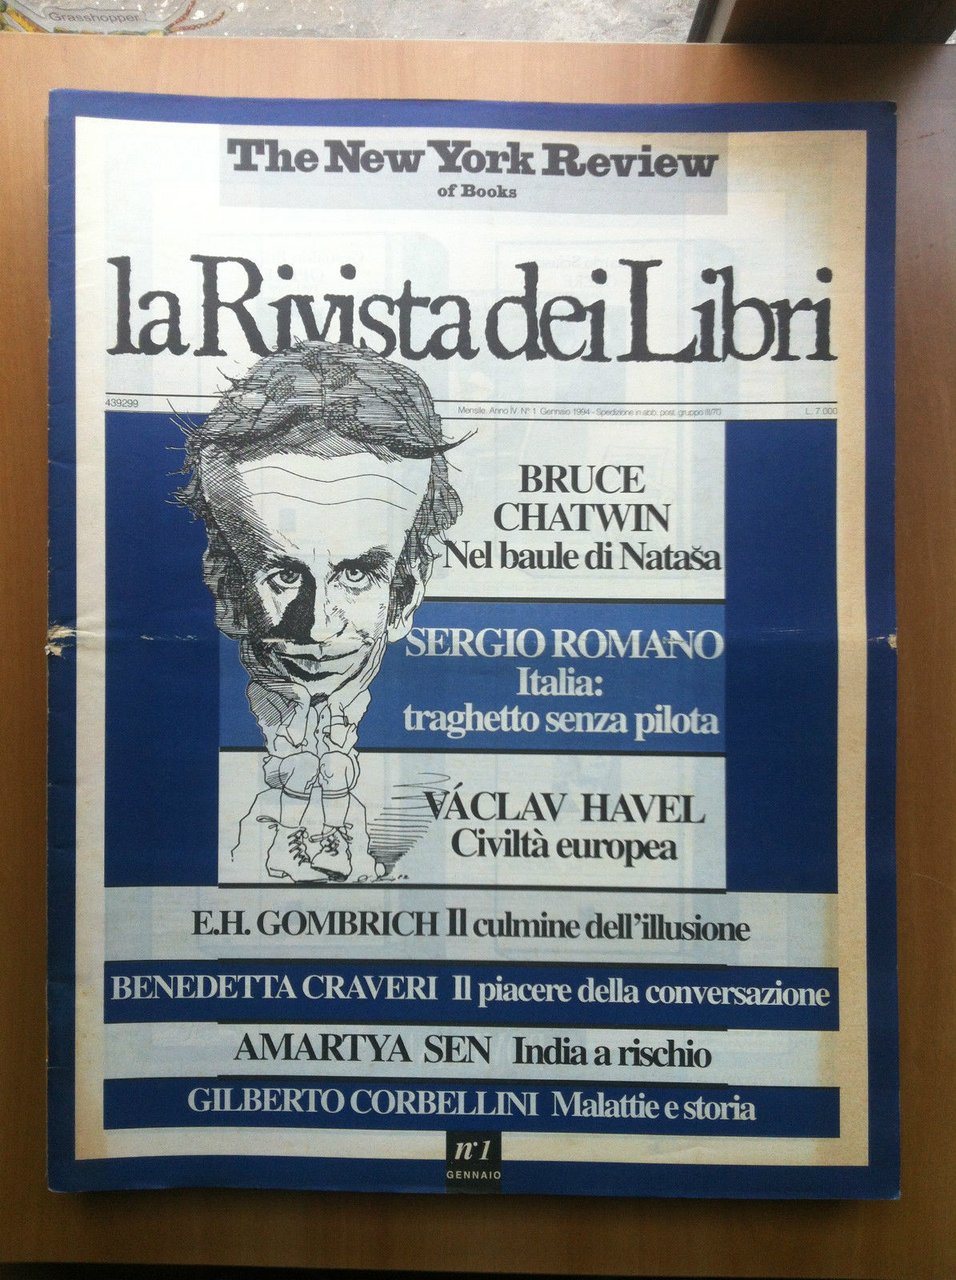 Grasshopper
The New York Review
of Books
la Rivista dei Libri
439299
Mensile. Anno IV. N° 1 Gennaio 1994 - Spedizione in abb. post. gruppo III/70
L. 7.000
BRUCE
CHATWIN
Nel baule di Nataša
SERGIO ROMANO
Italia:
traghetto senza pilota
VÁCLAV HAVEL
Civiltà europea
E.H. GOMBRICH Il culmine dell'illusione
BENEDETTA CRAVERI Il piacere della conversazione
AMARTYA SEN India a rischio
GILBERTO CORBELLINI Malattie e storia
n° 1
GENNAIO